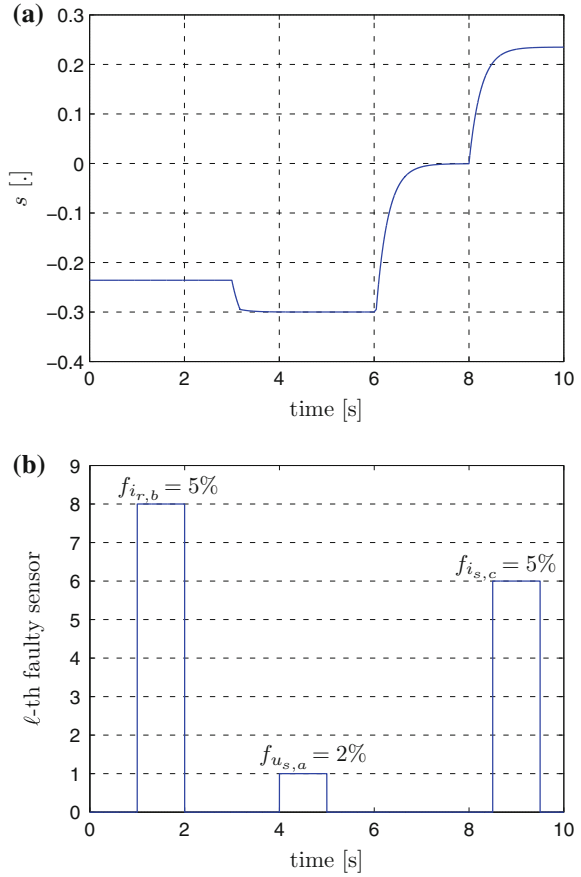 (a)
0.3
0.2
0.1
0
−0.1
−0.2
−0.3
−0.4
s [.]
0 2 4 6 8 10
time [s]
(b)
9
8
7
6
5
4
3
2
1
0
ℓ-th faulty sensor
f_{i_{r,b}} = 5%
f_{i_{s,c}} = 5%
f_{u_{s,a}} = 2%
0 2 4 6 8 10
time [s]